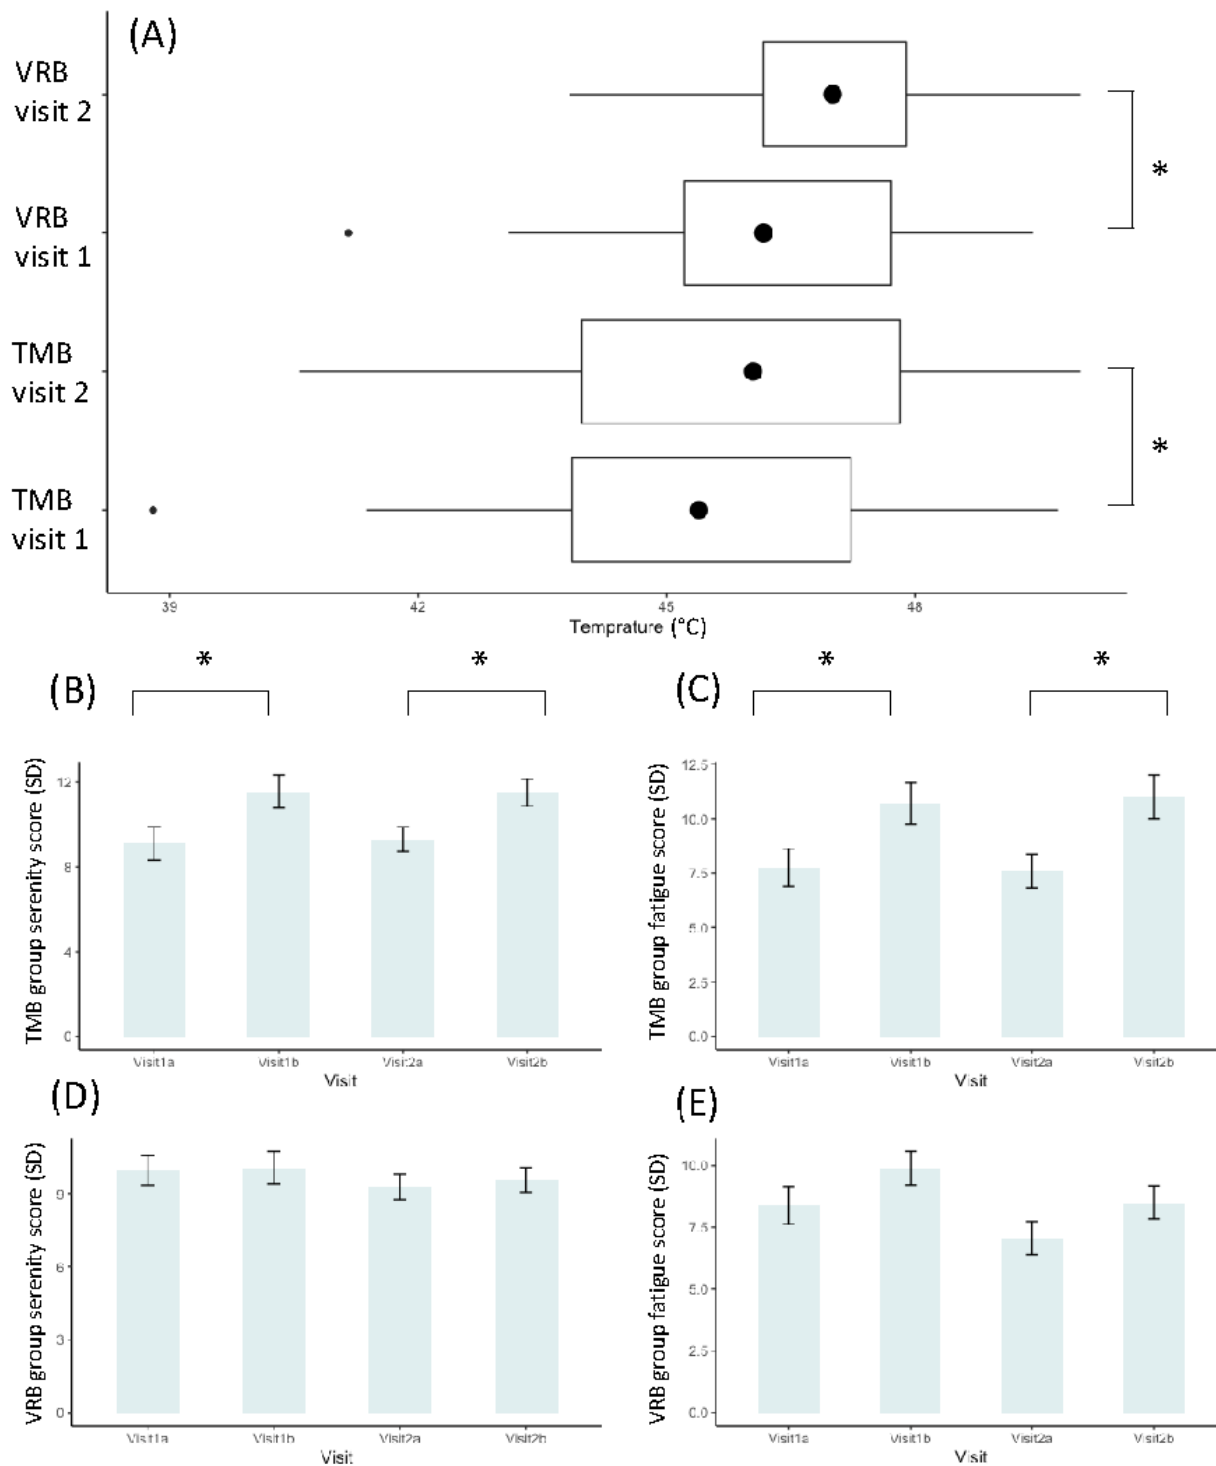 (A)
VRB
visit 2
*
VRB
visit 1
TMB
visit 2
*
TMB
visit 1
39 42 45 48
Temprature (°C)
* *
(B)
TMB group serenity score (SD)
12
8
4
0
Visit1a Visit1b Visit2a Visit2b
Visit
* *
(C)
TMB group fatigue score (SD)
12.5
10.0
7.5
5.0
2.5
0.0
Visit1a Visit1b Visit2a Visit2b
Visit
(D)
VRB group serenity score (SD)
9
6
3
0
Visit1a Visit1b Visit2a Visit2b
Visit
(E)
VRB group fatigue score (SD)
10.0
7.5
5.0
2.5
0.0
Visit1a Visit1b Visit2a Visit2b
Visit